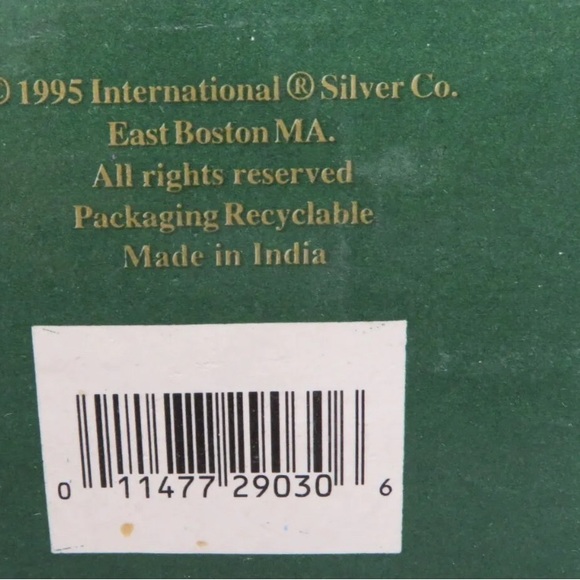 © 1995 International ® Silver Co.
East Boston MA.
All rights reserved
Packaging Recyclable
Made in India
0 11477 29030 6